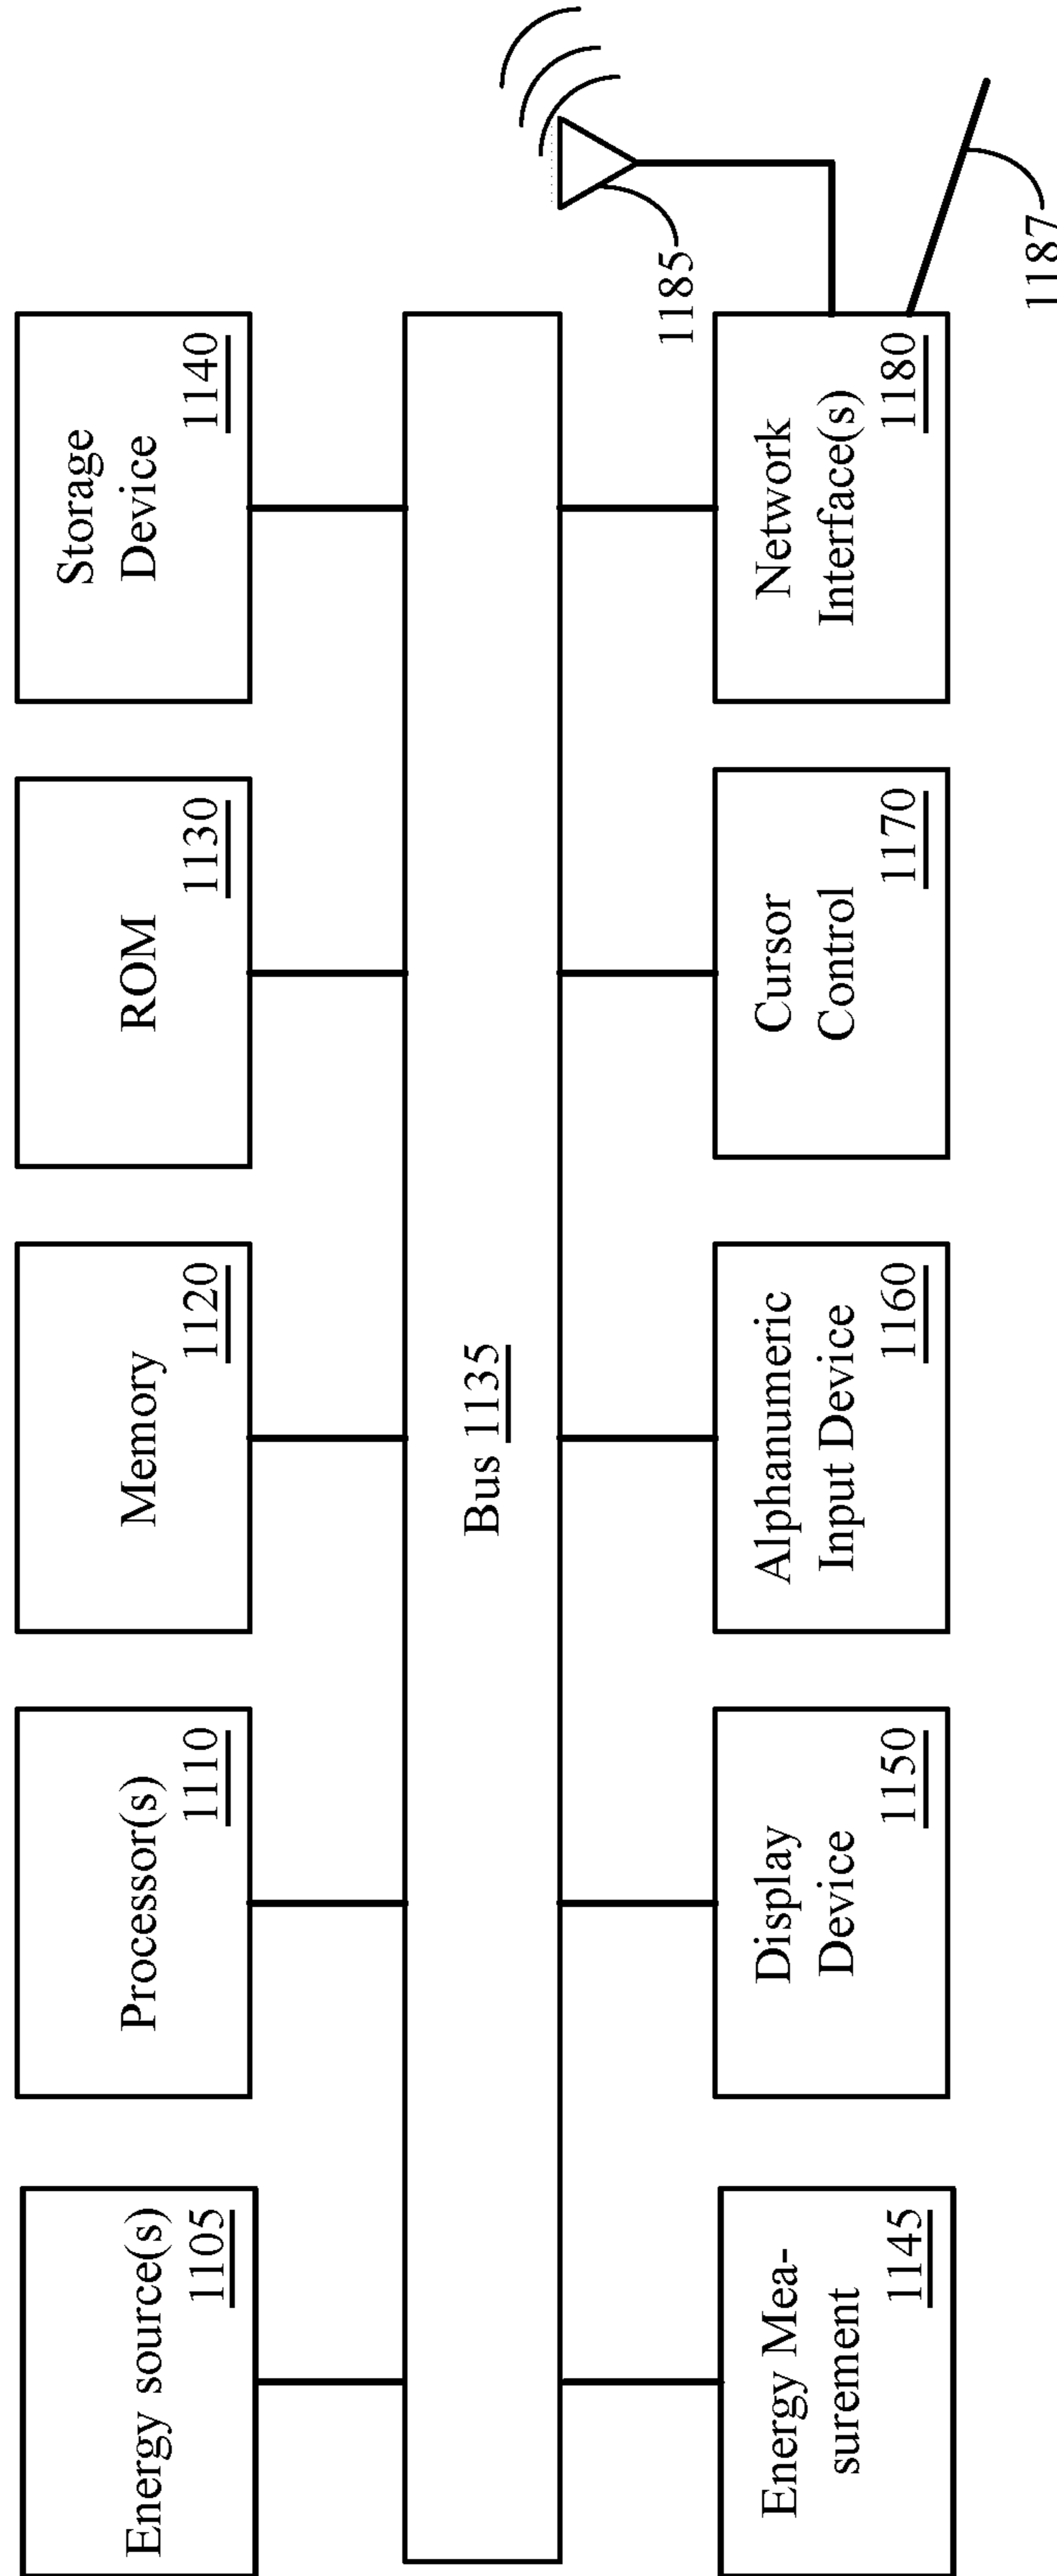 Energy source(s)
1105
Processor(s)
1110
Memory
1120
ROM
1130
Storage
Device
1140
Bus 1135
Energy Mea-
surement
1145
Display
Device
1150
Alphanumeric
Input Device
1160
Cursor
Control
1170
Network
Interface(s)
1180
1185
1187